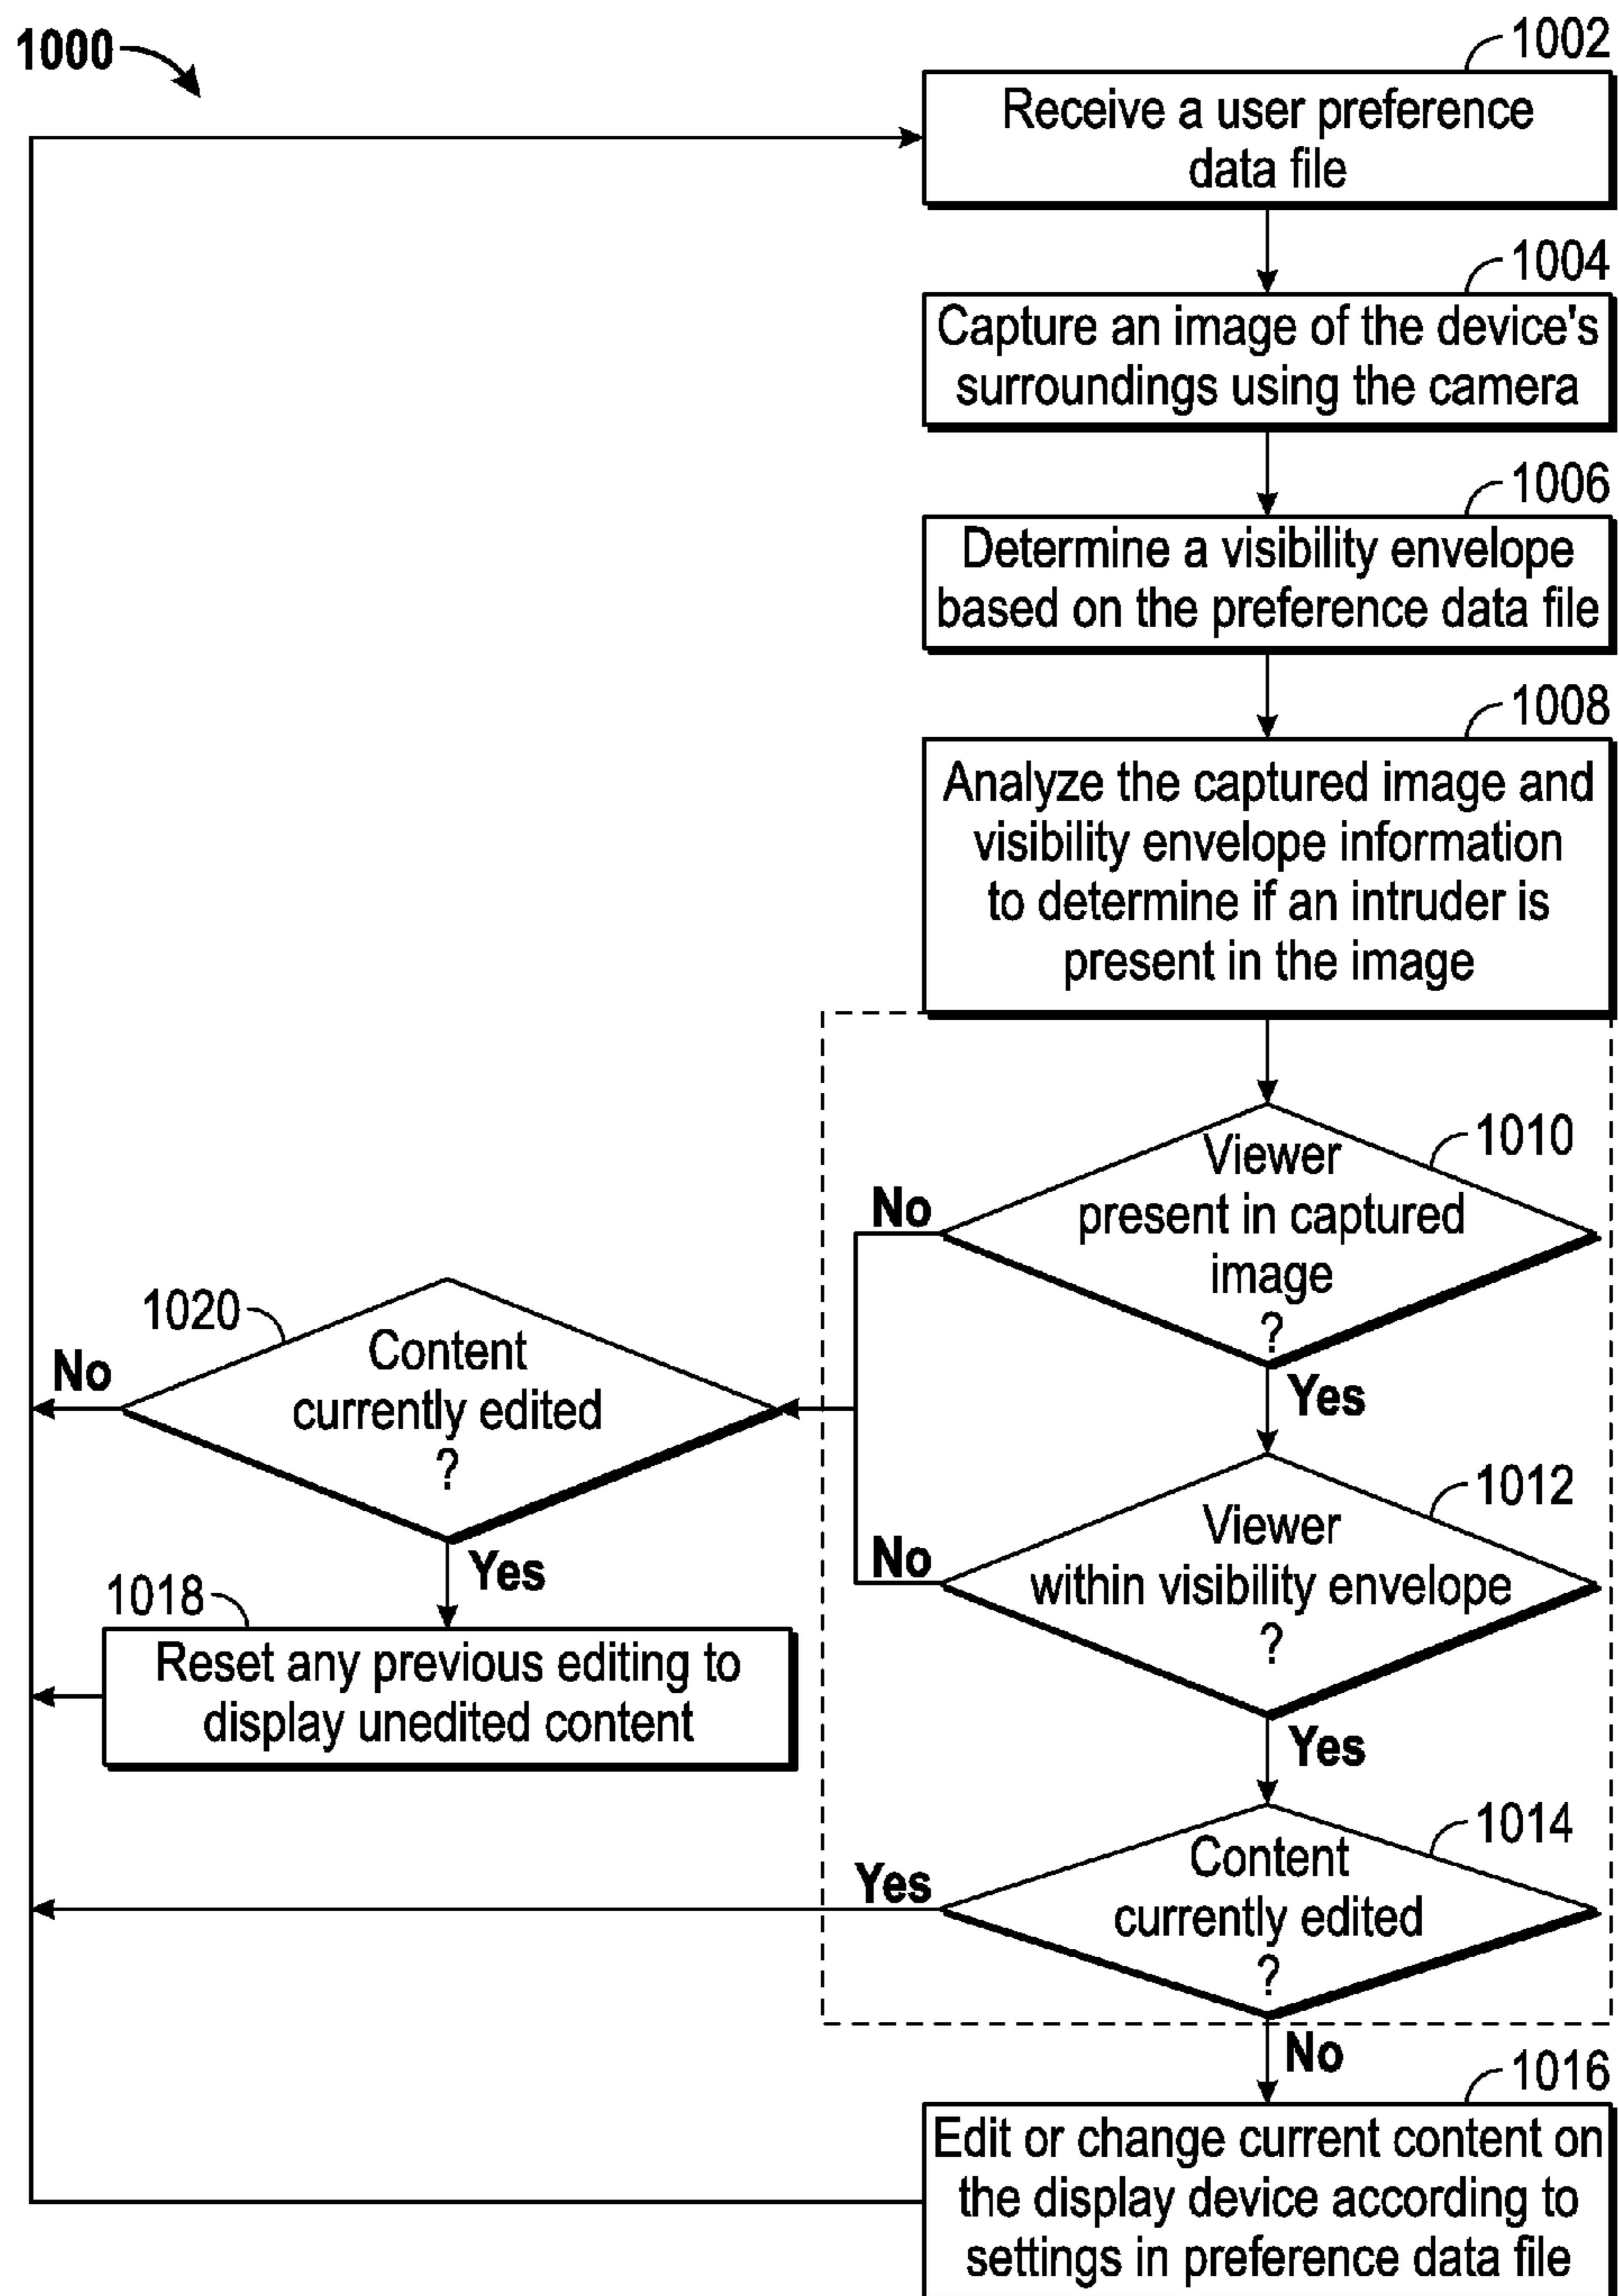 1000
1002
Receive a user preference
data file
1004
Capture an image of the device's
surroundings using the camera
1006
Determine a visibility envelope
based on the preference data file
1008
Analyze the captured image and
visibility envelope information
to determine if an intruder is
present in the image
1010
Viewer
present in captured
image
?
No
Yes
1020
Content
currently edited
?
No
Yes
1012
Viewer
within visibility envelope
?
No
Yes
1018
Reset any previous editing to
display unedited content
1014
Content
currently edited
?
Yes
No
1016
Edit or change current content on
the display device according to
settings in preference data file